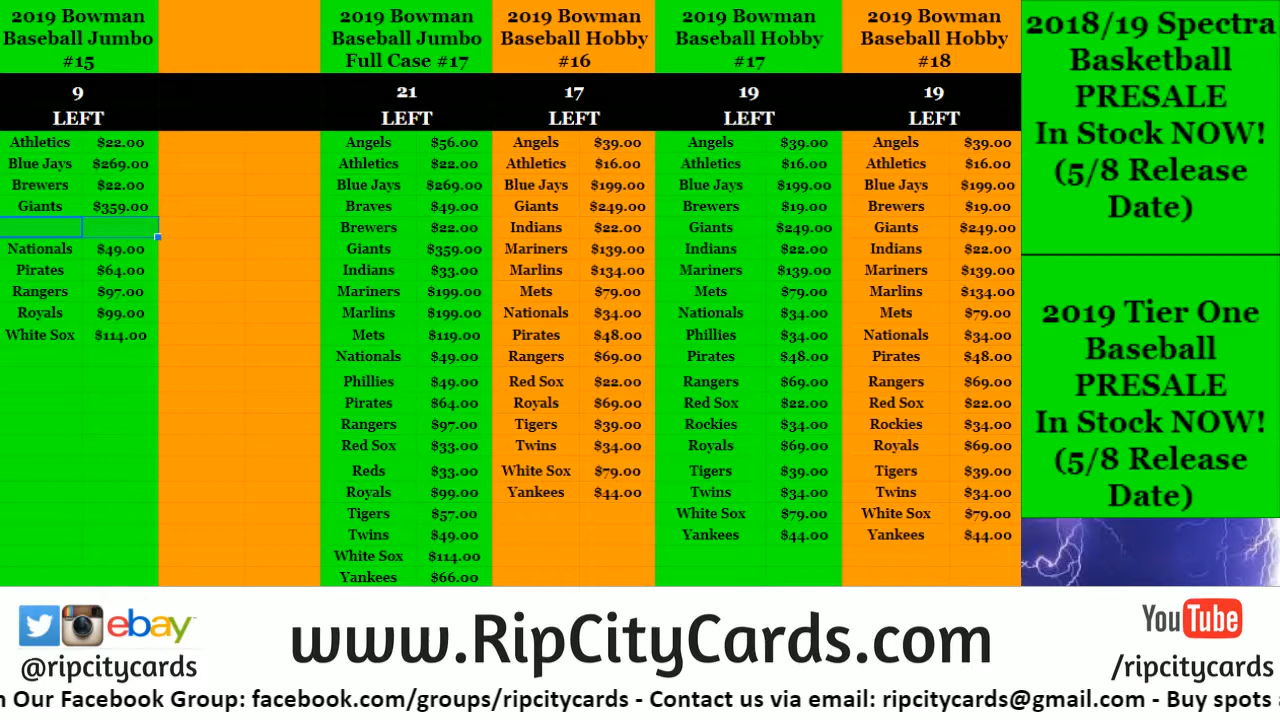 2019 Bowman
Baseball Jumbo
#15
9
LEFT
Athletics $22.00
Blue Jays $269.00
Brewers $22.00
Giants $359.00
Nationals $49.00
Pirates $64.00
Rangers $97.00
Royals $99.00
White Sox $114.00
2019 Bowman
Baseball Jumbo
Full Case #17
21
LEFT
Angels $56.00
Athletics $22.00
Blue Jays $269.00
Braves $49.00
Brewers $22.00
Giants $359.00
Indians $33.00
Mariners $199.00
Marlins $199.00
Mets $119.00
Nationals $49.00
Phillies $49.00
Pirates $64.00
Rangers $97.00
Red Sox $33.00
Reds $33.00
Royals $99.00
Tigers $57.00
Twins $49.00
White Sox $114.00
Yankees $66.00
2019 Bowman
Baseball Hobby
#16
17
LEFT
Angels $39.00
Athletics $16.00
Blue Jays $199.00
Giants $249.00
Indians $22.00
Mariners $139.00
Marlins $134.00
Mets $79.00
Nationals $34.00
Pirates $48.00
Rangers $69.00
Red Sox $22.00
Royals $69.00
Tigers $39.00
Twins $34.00
White Sox $79.00
Yankees $44.00
2019 Bowman
Baseball Hobby
#17
19
LEFT
Angels $39.00
Athletics $16.00
Blue Jays $199.00
Brewers $19.00
Giants $249.00
Indians $22.00
Mariners $139.00
Mets $79.00
Nationals $34.00
Phillies $34.00
Pirates $48.00
Rangers $69.00
Red Sox $22.00
Rockies $34.00
Royals $69.00
Tigers $39.00
Twins $34.00
White Sox $79.00
Yankees $44.00
2019 Bowman
Baseball Hobby
#18
19
LEFT
Angels $39.00
Athletics $16.00
Blue Jays $199.00
Brewers $19.00
Giants $249.00
Indians $22.00
Mariners $139.00
Marlins $134.00
Mets $79.00
Nationals $34.00
Pirates $48.00
Rangers $69.00
Red Sox $22.00
Rockies $34.00
Royals $69.00
Tigers $39.00
Twins $34.00
White Sox $79.00
Yankees $44.00
2018/19 Spectra
Basketball
PRESALE
In Stock NOW!
(5/8 Release
Date)
2019 Tier One
Baseball
PRESALE
In Stock NOW!
(5/8 Release
Date)
ebay
@ripcitycards
www.RipCityCards.com
YouTube
/ripcitycards
n Our Facebook Group: facebook.com/groups/ripcitycards - Contact us via email: ripcitycards@gmail.com - Buy spots